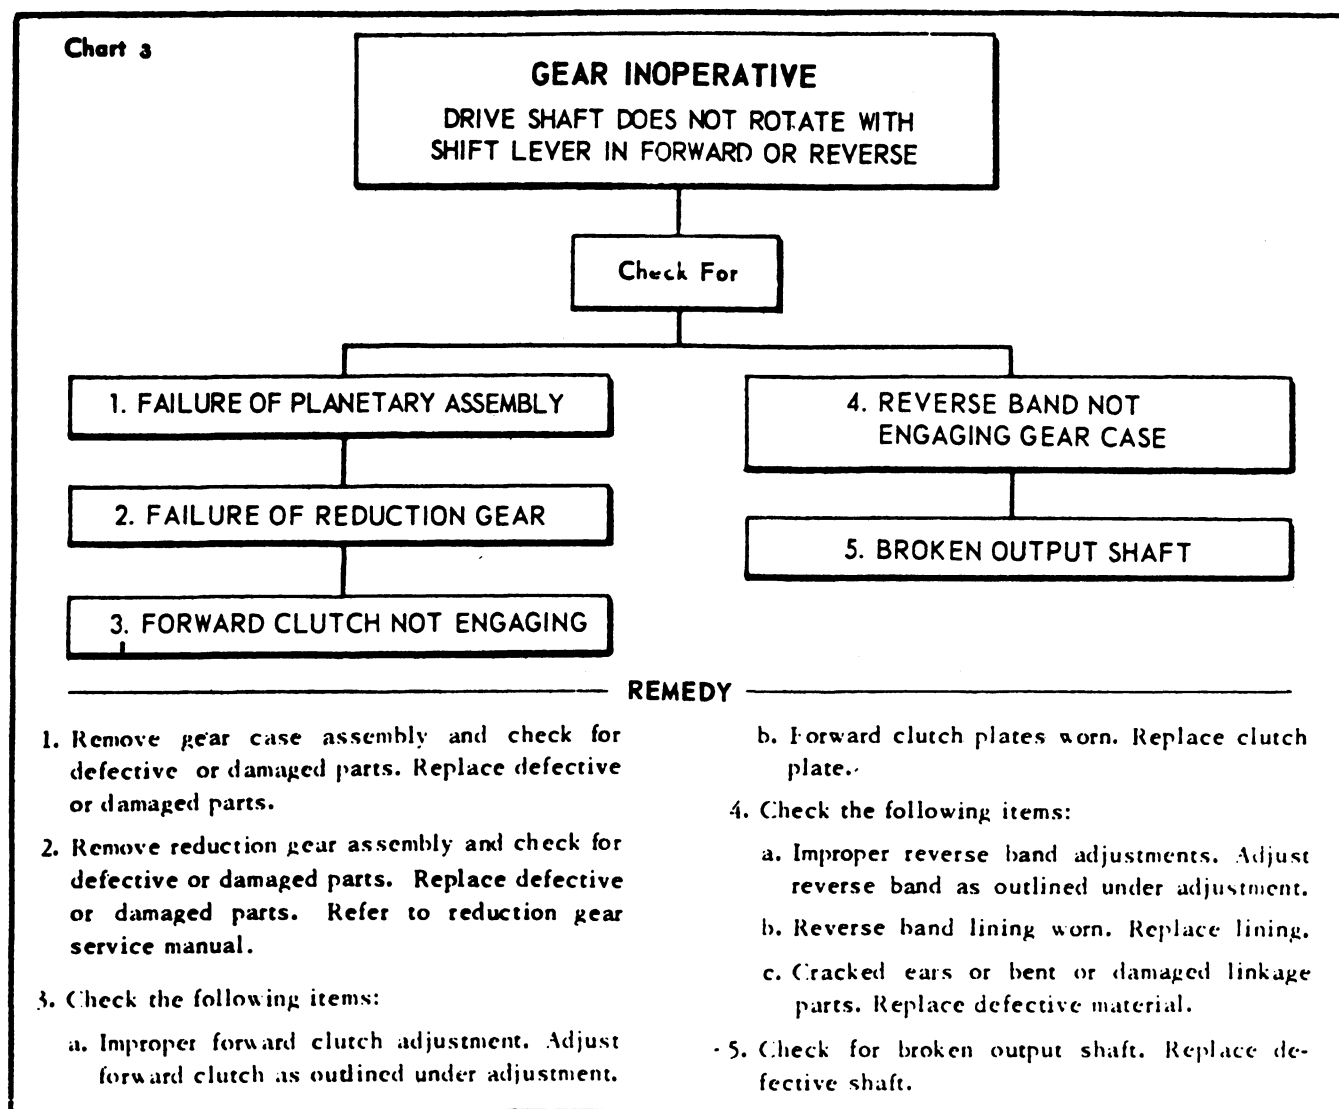 Chart 3
GEAR INOPERATIVE
DRIVE SHAFT DOES NOT ROTATE WITH
SHIFT LEVER IN FORWARD OR REVERSE
Check For
1. FAILURE OF PLANETARY ASSEMBLY
2. FAILURE OF REDUCTION GEAR
3. FORWARD CLUTCH NOT ENGAGING
4. REVERSE BAND NOT
ENGAGING GEAR CASE
5. BROKEN OUTPUT SHAFT
REMEDY
1. Remove gear case assembly and check for
defective or damaged parts. Replace defective
or damaged parts.
2. Remove reduction gear assembly and check for
defective or damaged parts. Replace defective
or damaged parts. Refer to reduction gear
service manual.
3. Check the following items:
a. Improper forward clutch adjustment. Adjust
forward clutch as outlined under adjustment.
b. Forward clutch plates worn. Replace clutch
plate.
4. Check the following items:
a. Improper reverse band adjustments. Adjust
reverse band as outlined under adjustment.
b. Reverse band lining worn. Replace lining.
c. Cracked ears or bent or damaged linkage
parts. Replace defective material.
5. Check for broken output shaft. Replace de-
fective shaft.